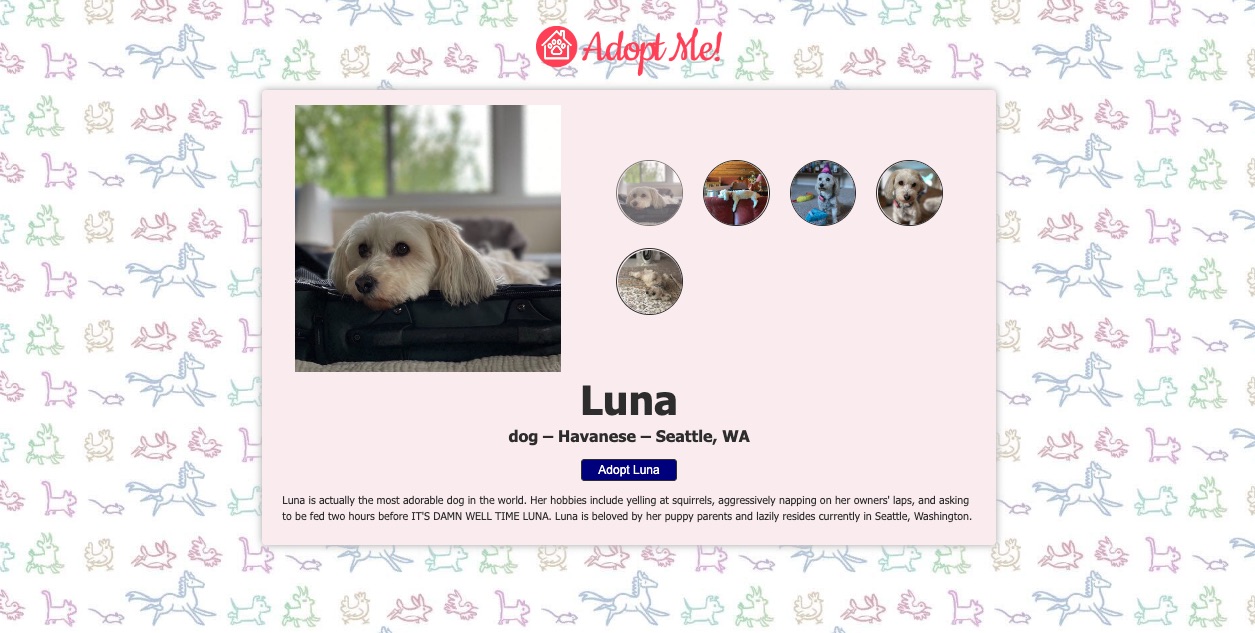 Adopt Me!
Luna
dog – Havanese – Seattle, WA
Adopt Luna
Luna is actually the most adorable dog in the world. Her hobbies include yelling at squirrels, aggressively napping on her owners' laps, and asking
to be fed two hours before IT'S DAMN WELL TIME LUNA. Luna is beloved by her puppy parents and lazily resides currently in Seattle, Washington.